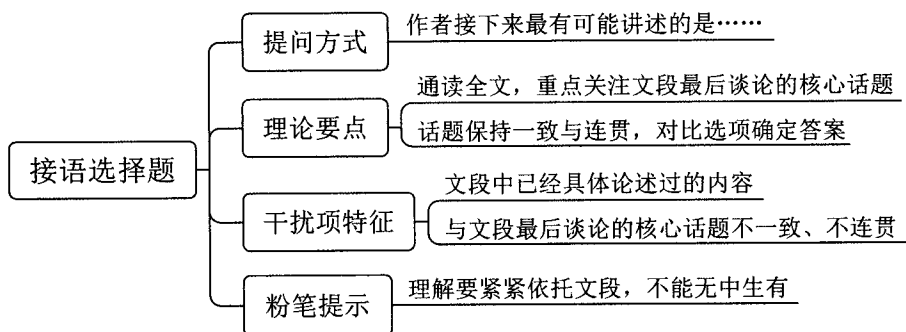 接语选择题
提问方式
作者接下来最有可能讲述的是……
理论要点
通读全文，重点关注文段最后谈论的核心话题
话题保持一致与连贯，对比选项确定答案
干扰项特征
文段中已经具体论述过的内容
与文段最后谈论的核心话题不一致、不连贯
粉笔提示
理解要紧紧依托文段，不能无中生有